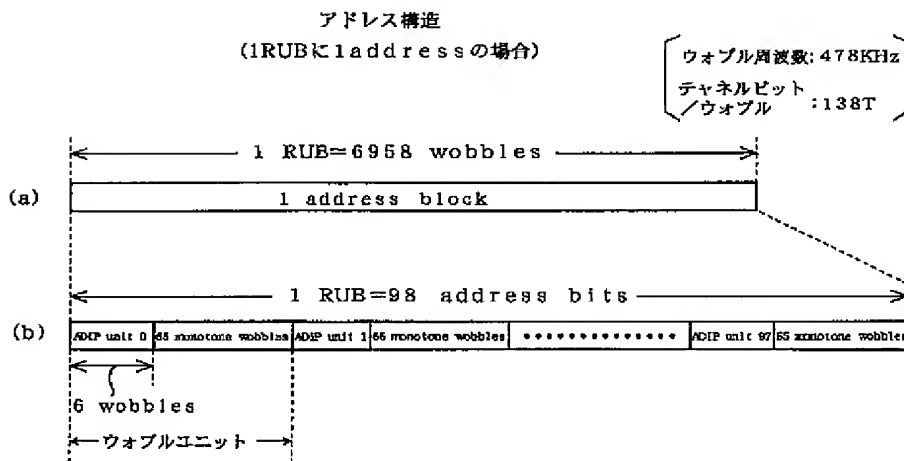 アドレス構造
(1RUBに1addressの場合)
ウォブル周波数: 478KHz
チャネルビット
/ウォブル :138T
1 RUB=6958 wobbles
(a)
1 address block
1 RUB=98 address bits
(b)
ADIP unit 0 65 monotone wobbles ADIP unit 1 65 monotone wobbles ADIP unit 97 65 monotone wobbles
6 wobbles
ウォブルユニット